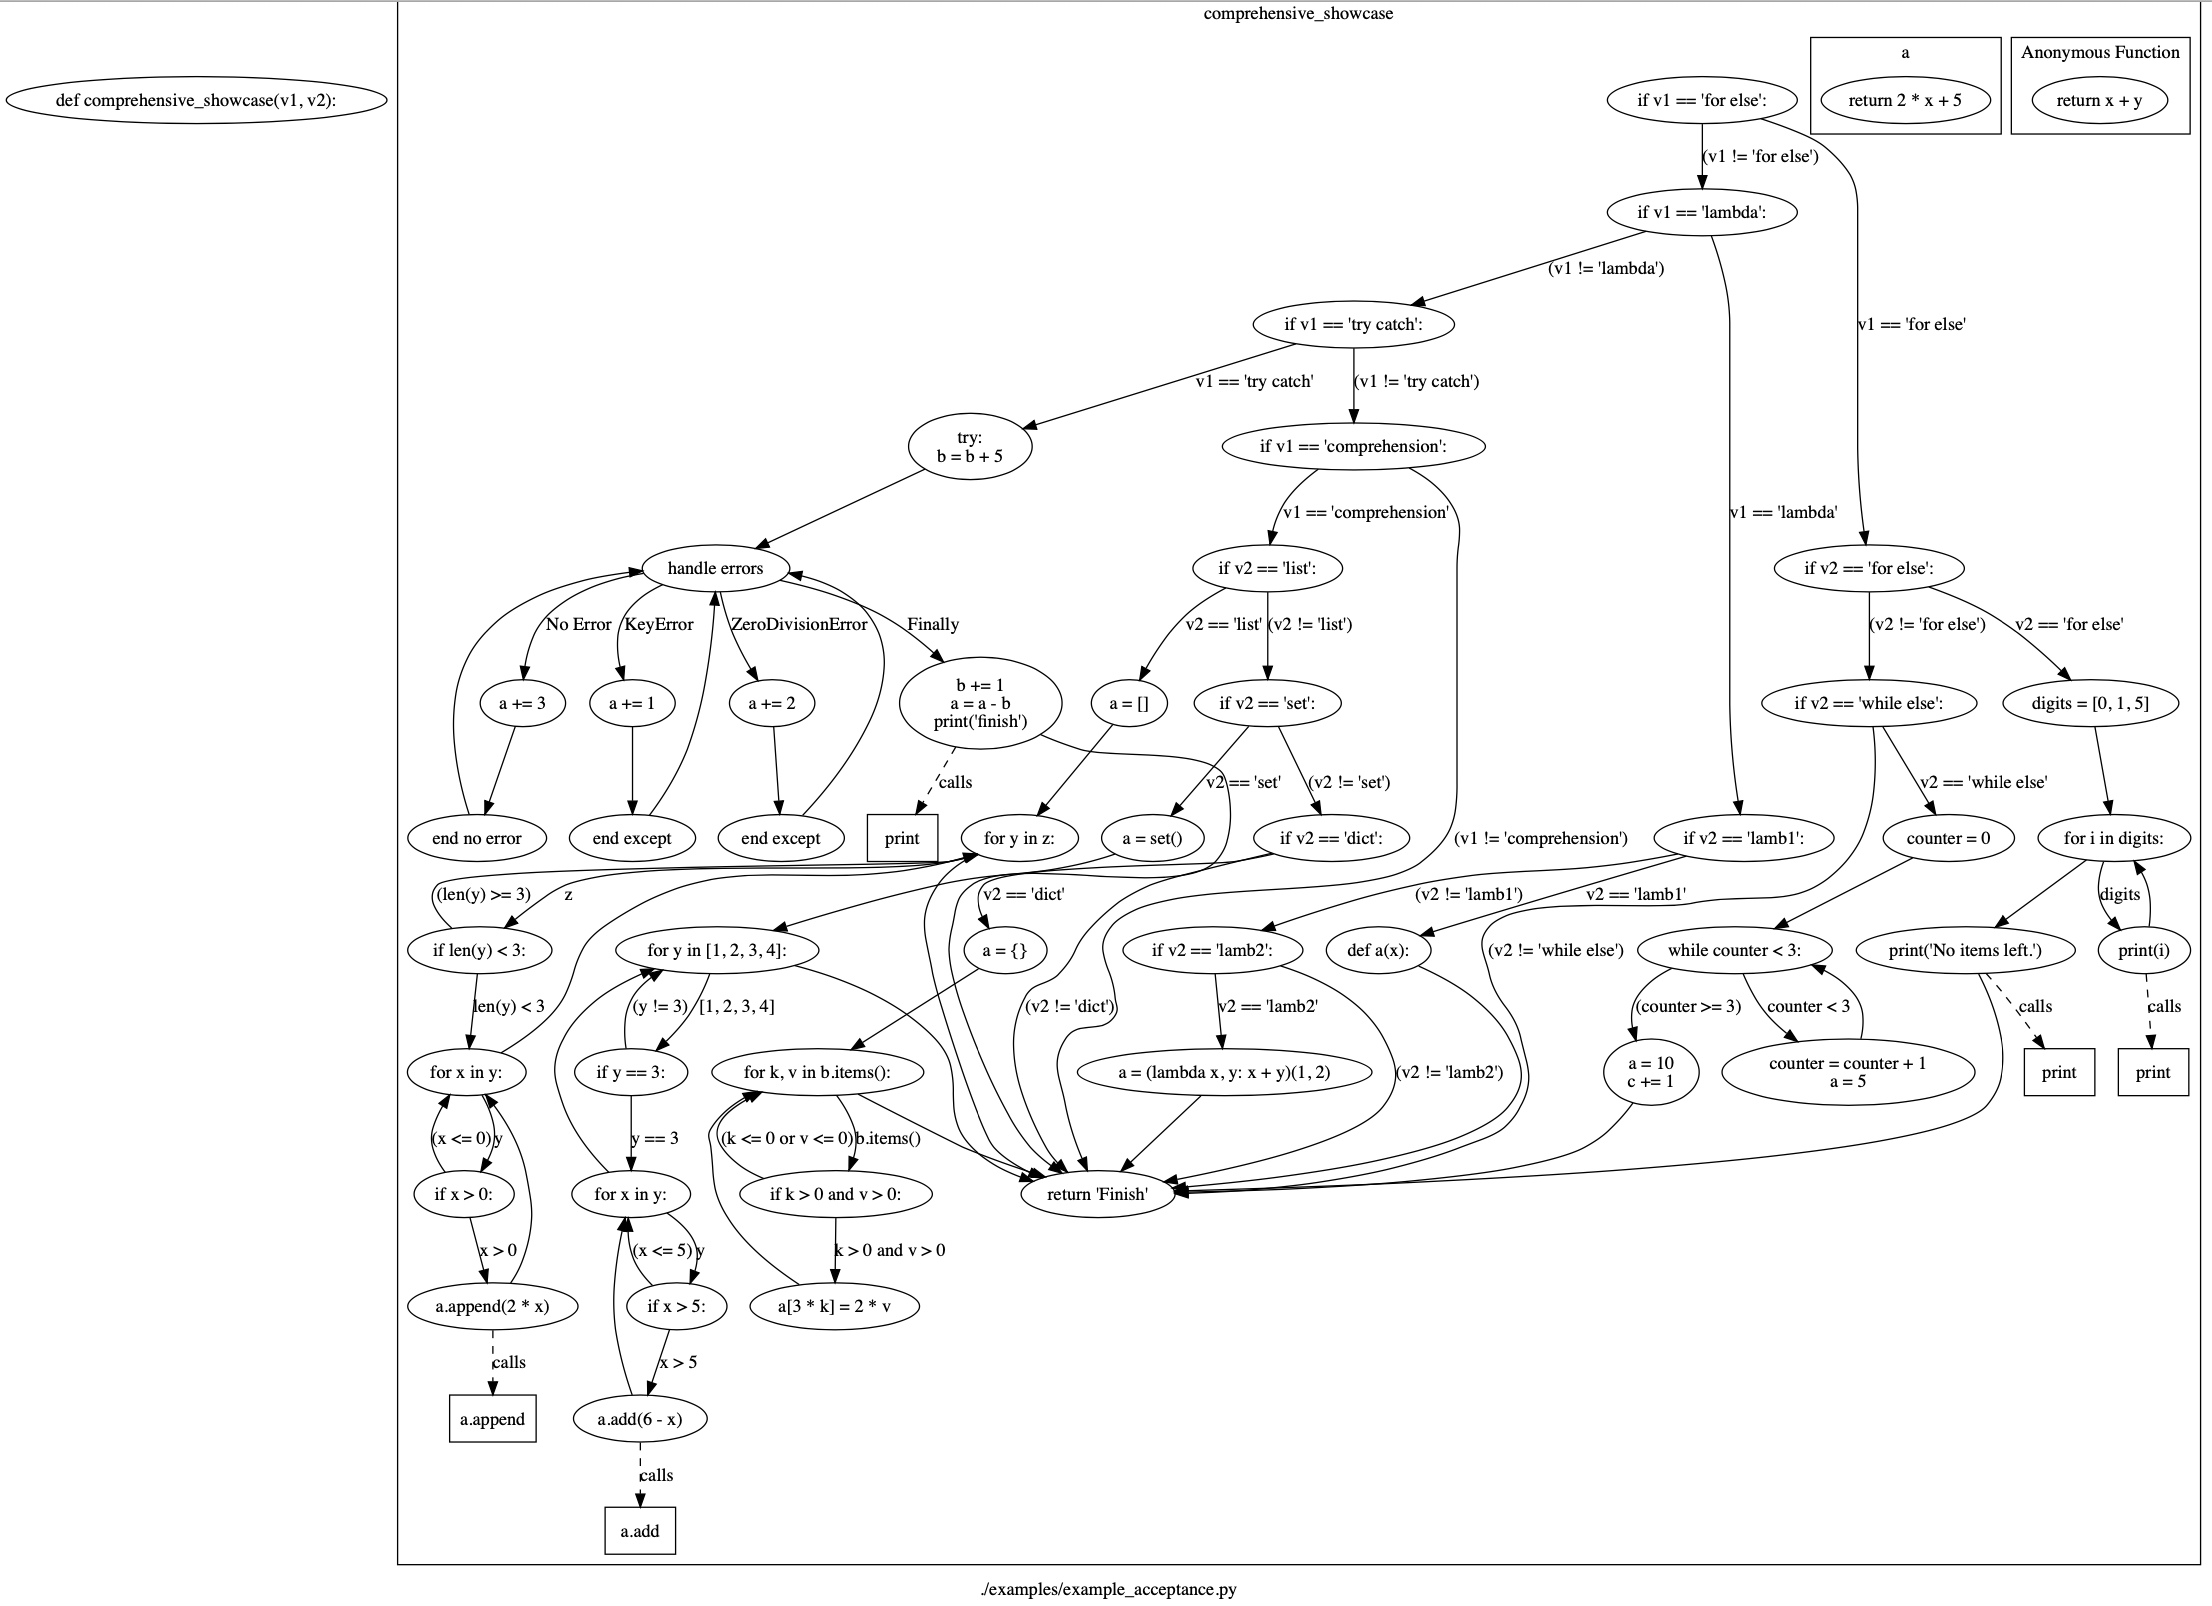 comprehensive_showcase
a
Anonymous Function
def comprehensive_showcase(v1, v2):
if v1 == 'for else':
return 2 * x + 5
return x + y
(v1 != 'for else')
if v1 == 'lambda':
(v1 != 'lambda')
if v1 == 'try catch':
v1 == 'for else'
v1 == 'try catch'
(v1 != 'try catch')
try:
b = b + 5
if v1 == 'comprehension':
v1 == 'comprehension'
v1 == 'lambda'
handle errors
if v2 == 'list':
if v2 == 'for else':
No Error
KeyError
ZeroDivisionError
Finally
v2 == 'list'
(v2 != 'list')
(v2 != 'for else')
v2 == 'for else'
a += 3
a += 1
a += 2
b += 1
a = a - b
print('finish')
a = []
if v2 == 'set':
if v2 == 'while else':
digits = [0, 1, 5]
calls
v2 == 'set'
(v2 != 'set')
v2 == 'while else'
end no error
end except
end except
print
for y in z:
a = set()
if v2 == 'dict':
(v1 != 'comprehension')
if v2 == 'lamb1':
counter = 0
for i in digits:
(len(y) >= 3)
z
v2 == 'dict'
(v2 != 'lamb1')
v2 == 'lamb1'
digits
if len(y) < 3:
for y in [1, 2, 3, 4]:
a = {}
if v2 == 'lamb2':
def a(x):
(v2 != 'while else')
while counter < 3:
print('No items left.')
print(i)
len(y) < 3
(y != 3)
[1, 2, 3, 4]
(v2 != 'dict')
v2 == 'lamb2'
(counter >= 3)
counter < 3
calls
calls
for x in y:
if y == 3:
for k, v in b.items():
a = (lambda x, y: x + y)(1, 2)
(v2 != 'lamb2')
a = 10
c += 1
counter = counter + 1
a = 5
print
print
(x <= 0)
y
y == 3
(k <= 0 or v <= 0)
b.items()
if x > 0:
for x in y:
if k > 0 and v > 0:
return 'Finish'
x > 0
(x <= 5)
y
k > 0 and v > 0
a.append(2 * x)
if x > 5:
a[3 * k] = 2 * v
calls
x > 5
a.append
a.add(6 - x)
calls
a.add
./examples/example_acceptance.py